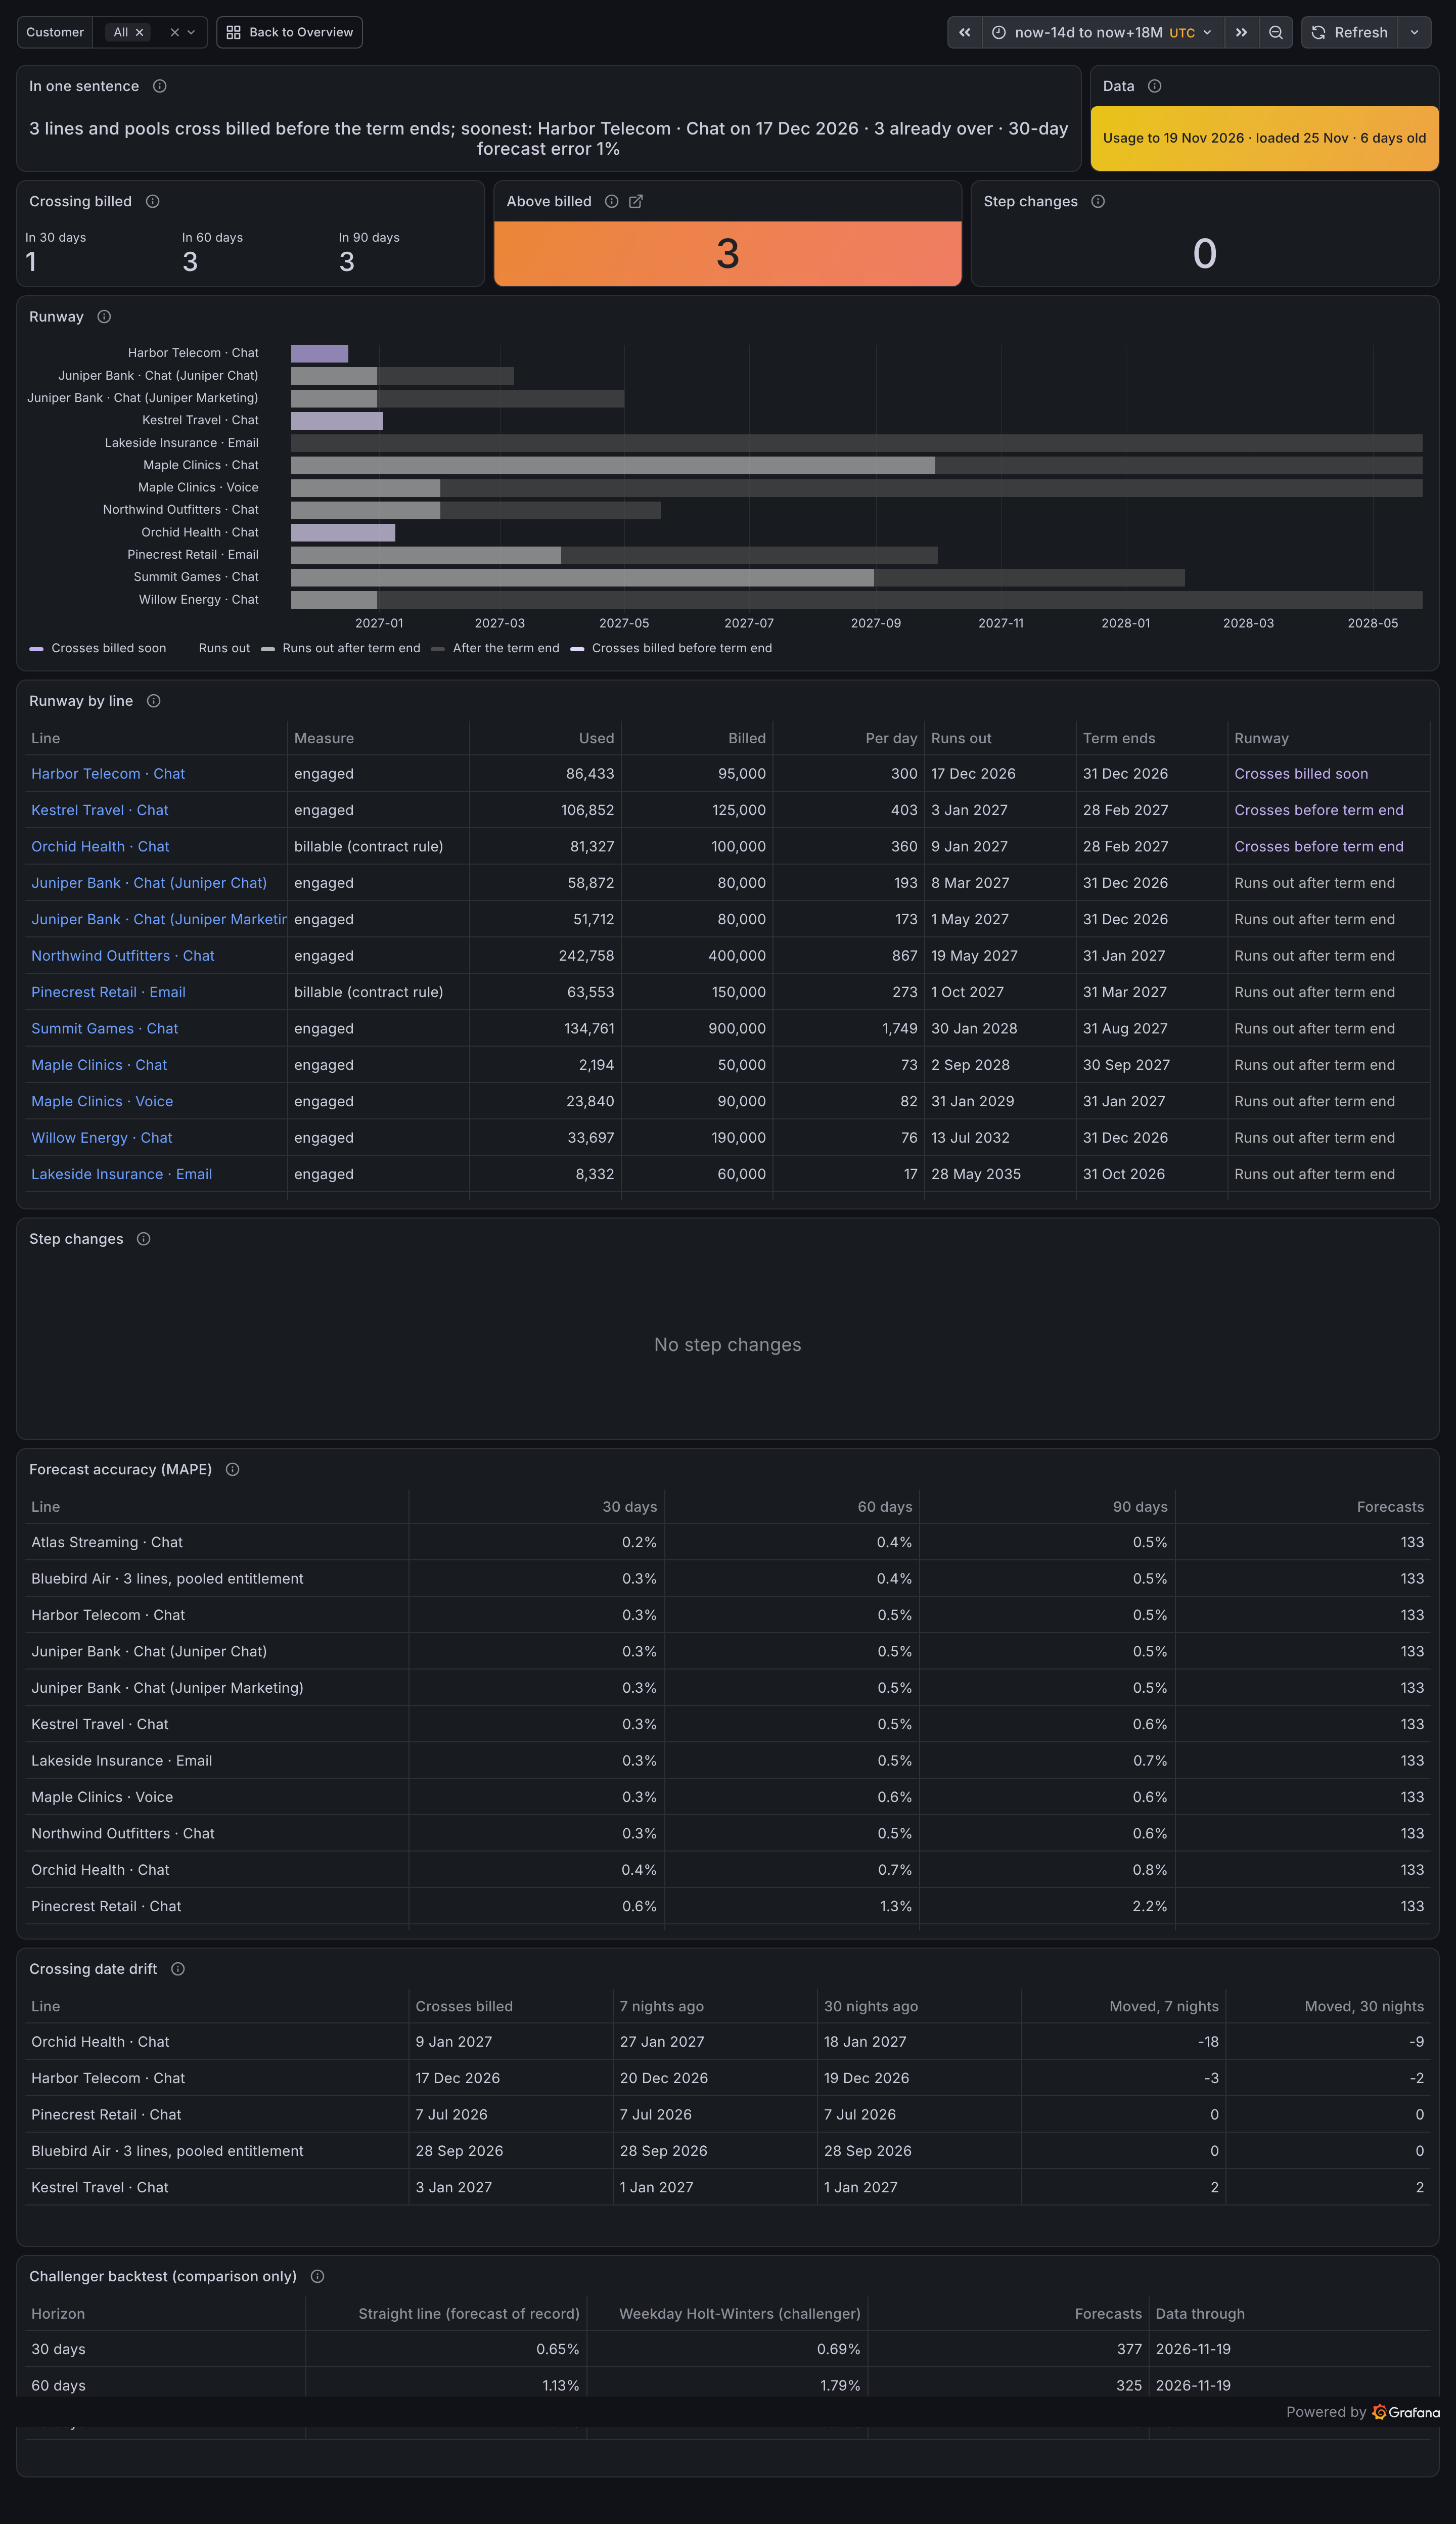 Customer All Back to Overview now-14d to now+18M UTC Refresh
In one sentence
3 lines and pools cross billed before the term ends; soonest: Harbor Telecom · Chat on 17 Dec 2026 · 3 already over · 30-day
forecast error 1%
Data
Usage to 19 Nov 2026 · loaded 25 Nov · 6 days old
Crossing billed
In 30 days In 60 days In 90 days
1 3 3
Above billed
3
Step changes
0
Runway
Harbor Telecom · Chat
Juniper Bank · Chat (Juniper Chat)
Juniper Bank · Chat (Juniper Marketing)
Kestrel Travel · Chat
Lakeside Insurance · Email
Maple Clinics · Chat
Maple Clinics · Voice
Northwind Outfitters · Chat
Orchid Health · Chat
Pinecrest Retail · Email
Summit Games · Chat
Willow Energy · Chat
2027-01 2027-03 2027-05 2027-07 2027-09 2027-11 2028-01 2028-03 2028-05
Crosses billed soon Runs out Runs out after term end After the term end Crosses billed before term end
Runway by line
Line Measure Used Billed Per day Runs out Term ends Runway
Harbor Telecom · Chat engaged 86,433 95,000 300 17 Dec 2026 31 Dec 2026 Crosses billed soon
Kestrel Travel · Chat engaged 106,852 125,000 403 3 Jan 2027 28 Feb 2027 Crosses before term end
Orchid Health · Chat billable (contract rule) 81,327 100,000 360 9 Jan 2027 28 Feb 2027 Crosses before term end
Juniper Bank · Chat (Juniper Chat) engaged 58,872 80,000 193 8 Mar 2027 31 Dec 2026 Runs out after term end
Juniper Bank · Chat (Juniper Marketin engaged 51,712 80,000 173 1 May 2027 31 Dec 2026 Runs out after term end
Northwind Outfitters · Chat engaged 242,758 400,000 867 19 May 2027 31 Jan 2027 Runs out after term end
Pinecrest Retail · Email billable (contract rule) 63,553 150,000 273 1 Oct 2027 31 Mar 2027 Runs out after term end
Summit Games · Chat engaged 134,761 900,000 1,749 30 Jan 2028 31 Aug 2027 Runs out after term end
Maple Clinics · Chat engaged 2,194 50,000 73 2 Sep 2028 30 Sep 2027 Runs out after term end
Maple Clinics · Voice engaged 23,840 90,000 82 31 Jan 2029 31 Jan 2027 Runs out after term end
Willow Energy · Chat engaged 33,697 190,000 76 13 Jul 2032 31 Dec 2026 Runs out after term end
Lakeside Insurance · Email engaged 8,332 60,000 17 28 May 2035 31 Oct 2026 Runs out after term end
Step changes
No step changes
Forecast accuracy (MAPE)
Line 30 days 60 days 90 days Forecasts
Atlas Streaming · Chat 0.2% 0.4% 0.5% 133
Bluebird Air · 3 lines, pooled entitlement 0.3% 0.4% 0.5% 133
Harbor Telecom · Chat 0.3% 0.5% 0.5% 133
Juniper Bank · Chat (Juniper Chat) 0.3% 0.5% 0.5% 133
Juniper Bank · Chat (Juniper Marketing) 0.3% 0.5% 0.5% 133
Kestrel Travel · Chat 0.3% 0.5% 0.6% 133
Lakeside Insurance · Email 0.3% 0.5% 0.7% 133
Maple Clinics · Voice 0.3% 0.6% 0.6% 133
Northwind Outfitters · Chat 0.3% 0.5% 0.6% 133
Orchid Health · Chat 0.4% 0.7% 0.8% 133
Pinecrest Retail · Chat 0.6% 1.3% 2.2% 133
Crossing date drift
Line Crosses billed 7 nights ago 30 nights ago Moved, 7 nights Moved, 30 nights
Orchid Health · Chat 9 Jan 2027 27 Jan 2027 18 Jan 2027 -18 -9
Harbor Telecom · Chat 17 Dec 2026 20 Dec 2026 19 Dec 2026 -3 -2
Pinecrest Retail · Chat 7 Jul 2026 7 Jul 2026 7 Jul 2026 0 0
Bluebird Air · 3 lines, pooled entitlement 28 Sep 2026 28 Sep 2026 28 Sep 2026 0 0
Kestrel Travel · Chat 3 Jan 2027 1 Jan 2027 1 Jan 2027 2 2
Challenger backtest (comparison only)
Horizon Straight line (forecast of record) Weekday Holt-Winters (challenger) Forecasts Data through
30 days 0.65% 0.69% 377 2026-11-19
60 days 1.13% 1.79% 325 2026-11-19
Powered by Grafana